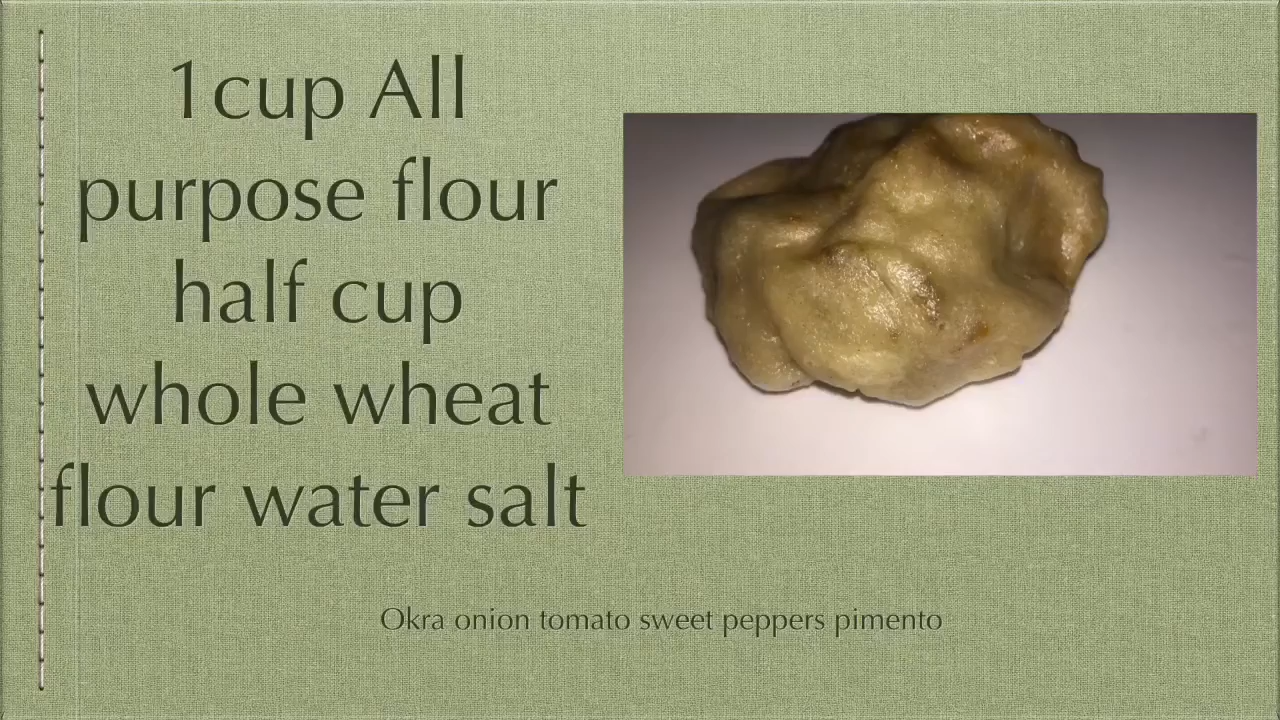 1cup All
purpose flour
half cup
whole wheat
flour water salt
Okra onion tomato sweet peppers pimento